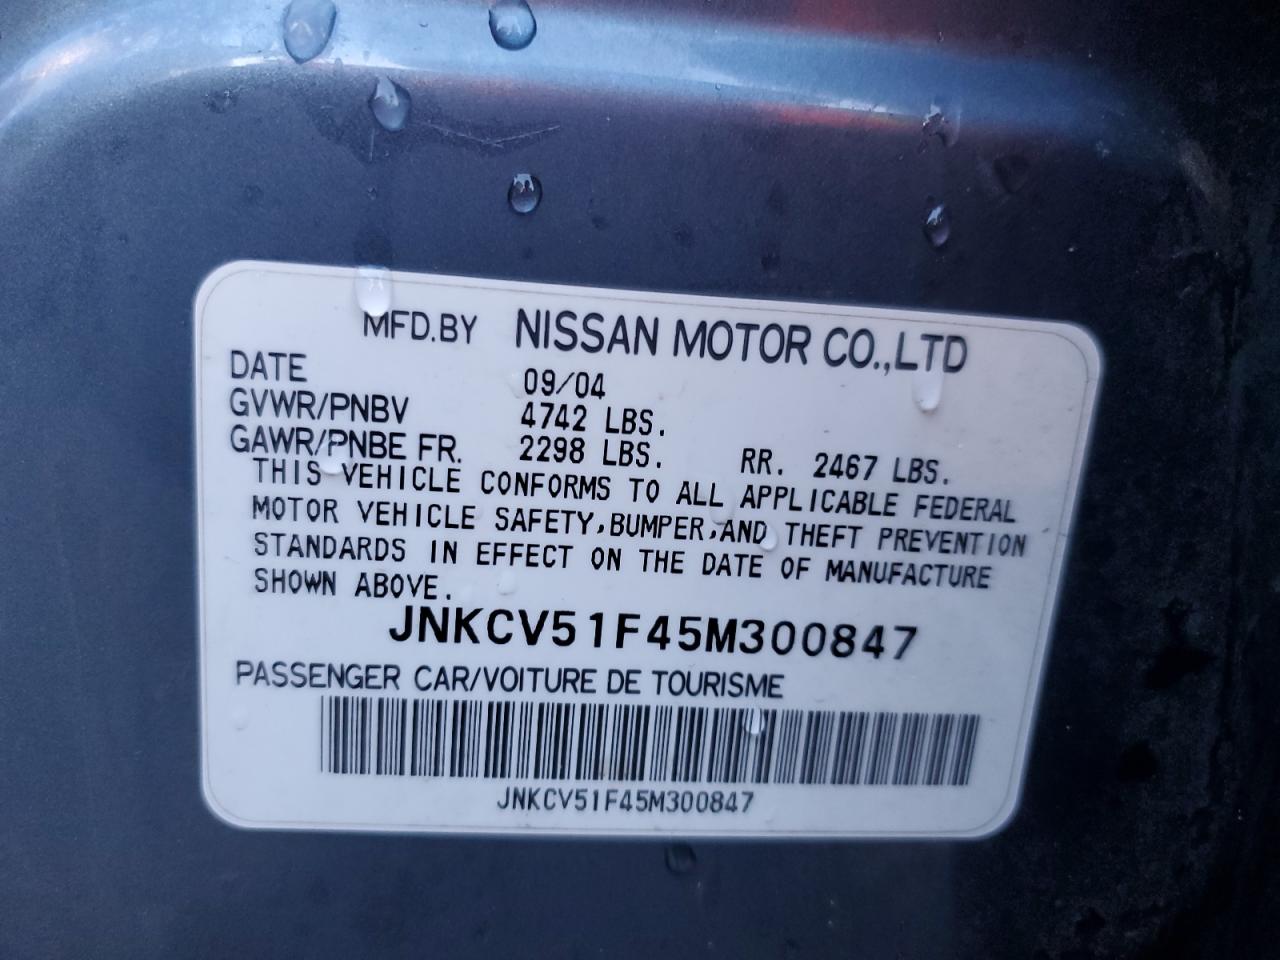 MFD.BY NISSAN MOTOR CO.,LTD
DATE 09/04
GVWR/PNBV 4742 LBS.
GAWR/PNBE FR. 2298 LBS. RR. 2467 LBS.
THIS VEHICLE CONFORMS TO ALL APPLICABLE FEDERAL
MOTOR VEHICLE SAFETY,BUMPER,AND THEFT PREVENTION
STANDARDS IN EFFECT ON THE DATE OF MANUFACTURE
SHOWN ABOVE.
JNKCV51F45M300847
PASSENGER CAR/VOITURE DE TOURISME
JNKCV51F45M300847